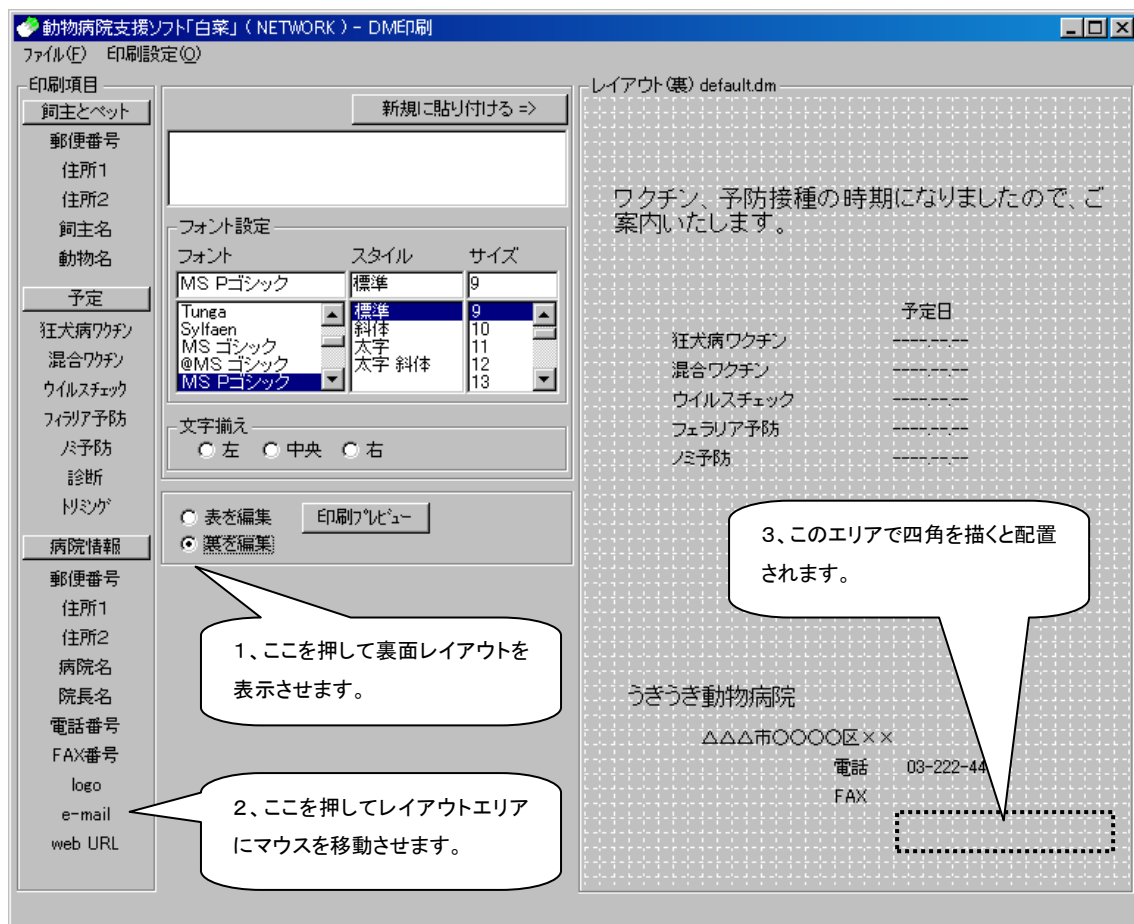 動物病院支援ソフト「白菜」（NETWORK）- DM印刷
ファイル(F) 印刷設定(O)
印刷項目
飼主とペット
郵便番号
住所1
住所2
飼主名
動物名
予定
狂犬病ワクチン
混合ワクチン
ウイルスチェック
フィラリア予防
ノミ予防
診断
トリミング
病院情報
郵便番号
住所1
住所2
病院名
院長名
電話番号
FAX番号
logo
e-mail
web URL
新規に貼り付ける =>
フォント設定
フォント スタイル サイズ
MS Pゴシック 標準 9
Tunga 標準 9
Sylfaen 斜体 10
MS ゴシック 太字 11
@MS ゴシック 太字 斜体 12
MS Pゴシック 13
文字揃え
左 中央 右
表を編集 印刷プレビュー
裏を編集
1、ここを押して裏面レイアウトを
表示させます。
2、ここを押してレイアウトエリア
にマウスを移動させます。
レイアウト(裏) default.dm
ワクチン、予防接種の時期になりましたので、ご
案内いたします。
予定日
狂犬病ワクチン ----.--.--
混合ワクチン ----.--.--
ウイルスチェック ----.--.--
フェラリア予防 ----.--.--
ノミ予防 ----.--.--
3、このエリアで四角を描くと配置
されます。
うきうき動物病院
△△△市〇〇〇〇区××
電話 03-222-44
FAX